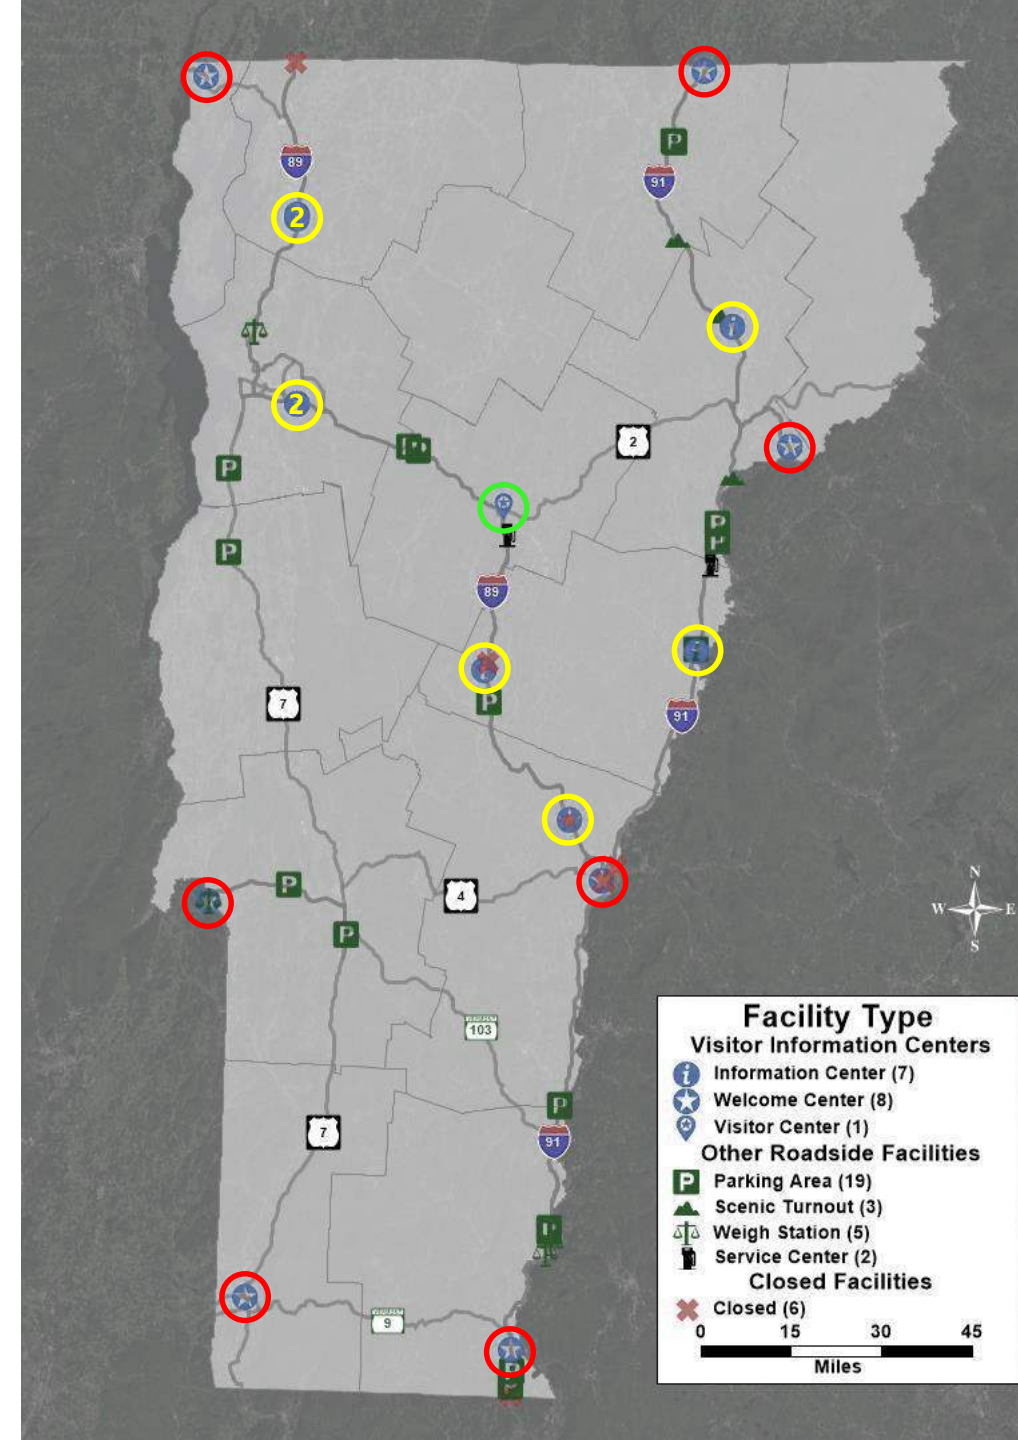 89
91
2
2
2
P
P
P
P
89
7
P
91
P
4
P
N
W
E
S
103
P
91
7
9
Facility Type
Visitor Information Centers
i Information Center (7)
Welcome Center (8)
Visitor Center (1)
Other Roadside Facilities
P Parking Area (19)
Scenic Turnout (3)
Weigh Station (5)
Service Center (2)
Closed Facilities
Closed (6)
0 15 30 45
Miles